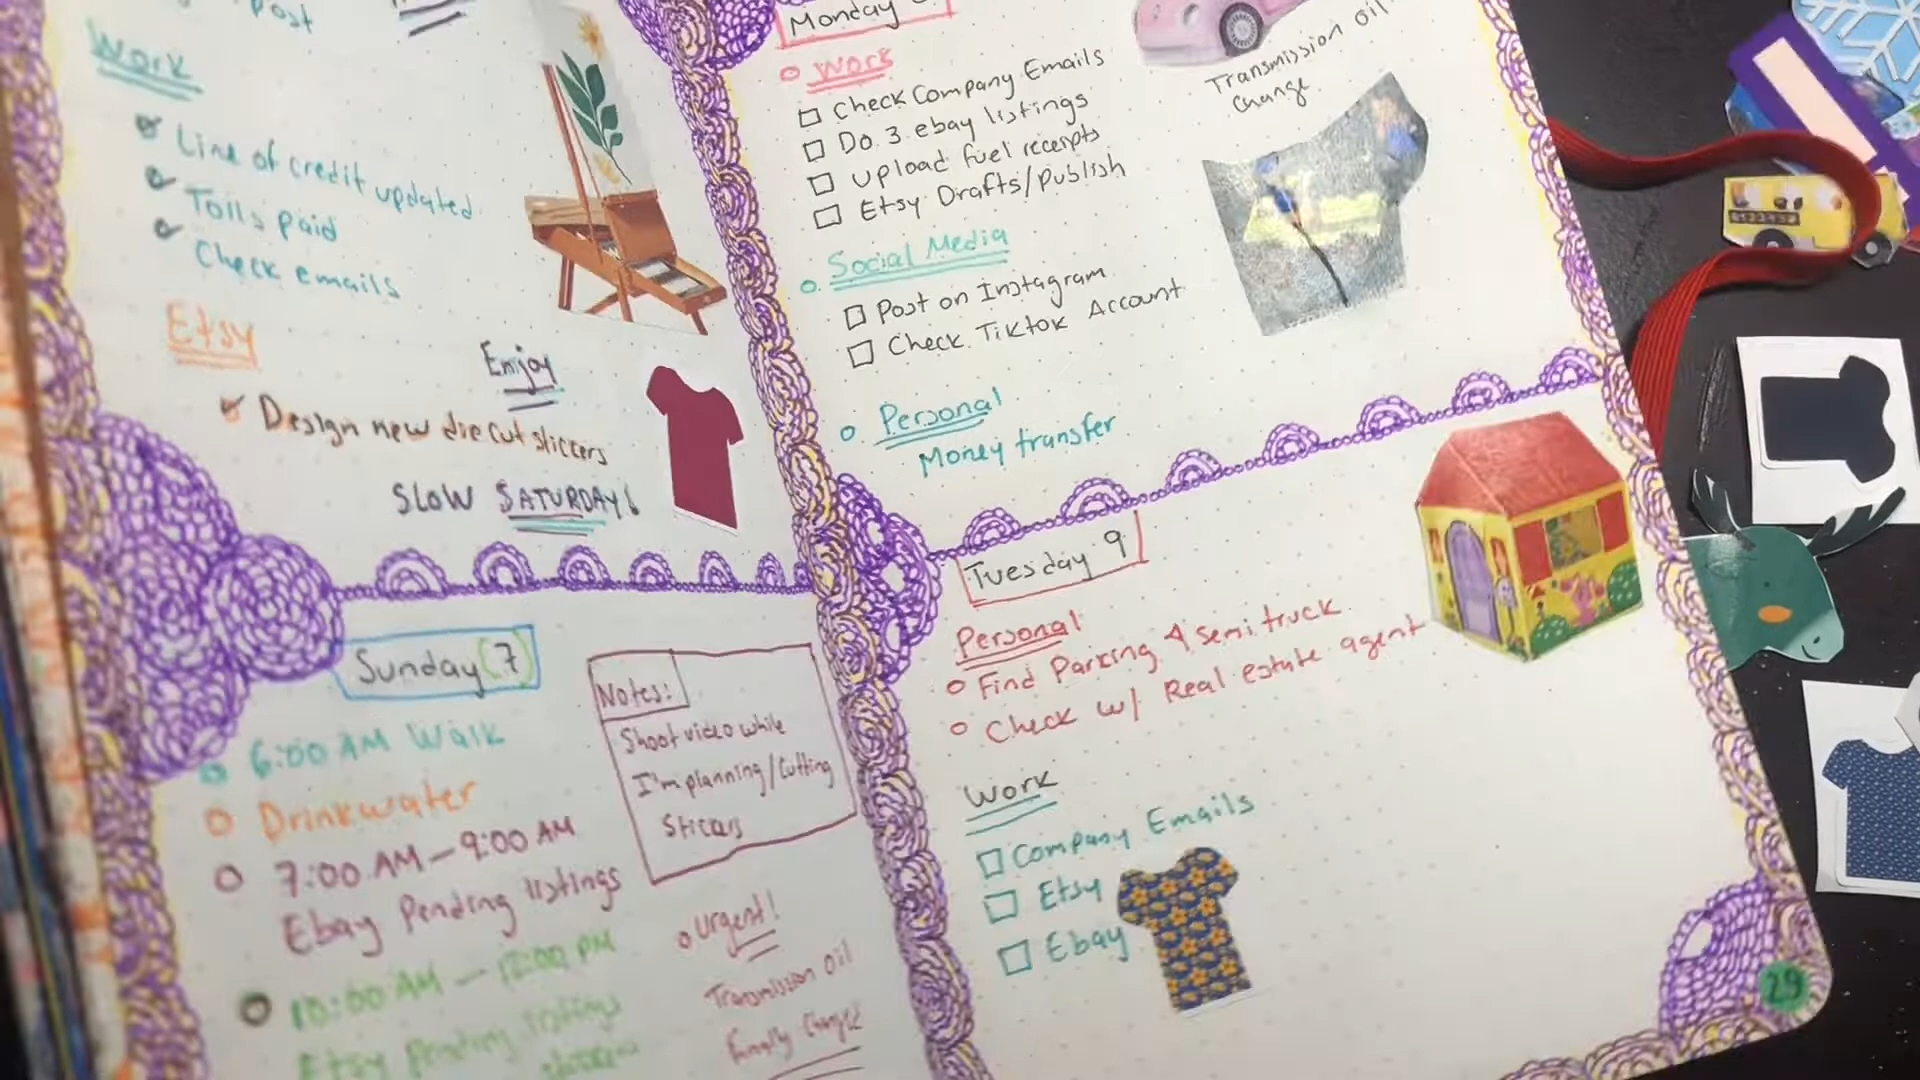 Post
Work
Line of credit updated
Tolls paid
Check emails
Etsy
Design new die cut stickers
Enjoy
SLOW SATURDAY!
Sunday (7)
6:00 AM Walk
Drink water
7:00 AM - 9:00 AM
Ebay Pending listings
10:00 AM - 12:00 PM
Etsy pending listings
Notes:
Shoot video while
I'm planning/cutting
Stickers
Urgent!
Transmission oil
Monday
Work
Check Company Emails
Do 3 ebay listings
Upload fuel receipts
Etsy Drafts/Publish
Transmission oil
Change
Social Media
Post on Instagram
Check Tiktok Account
Personal
Money transfer
Tuesday 9
Personal
Find Parking 4 semi truck
Check w/ Real estate agent
Work
Company Emails
Etsy
Ebay
29